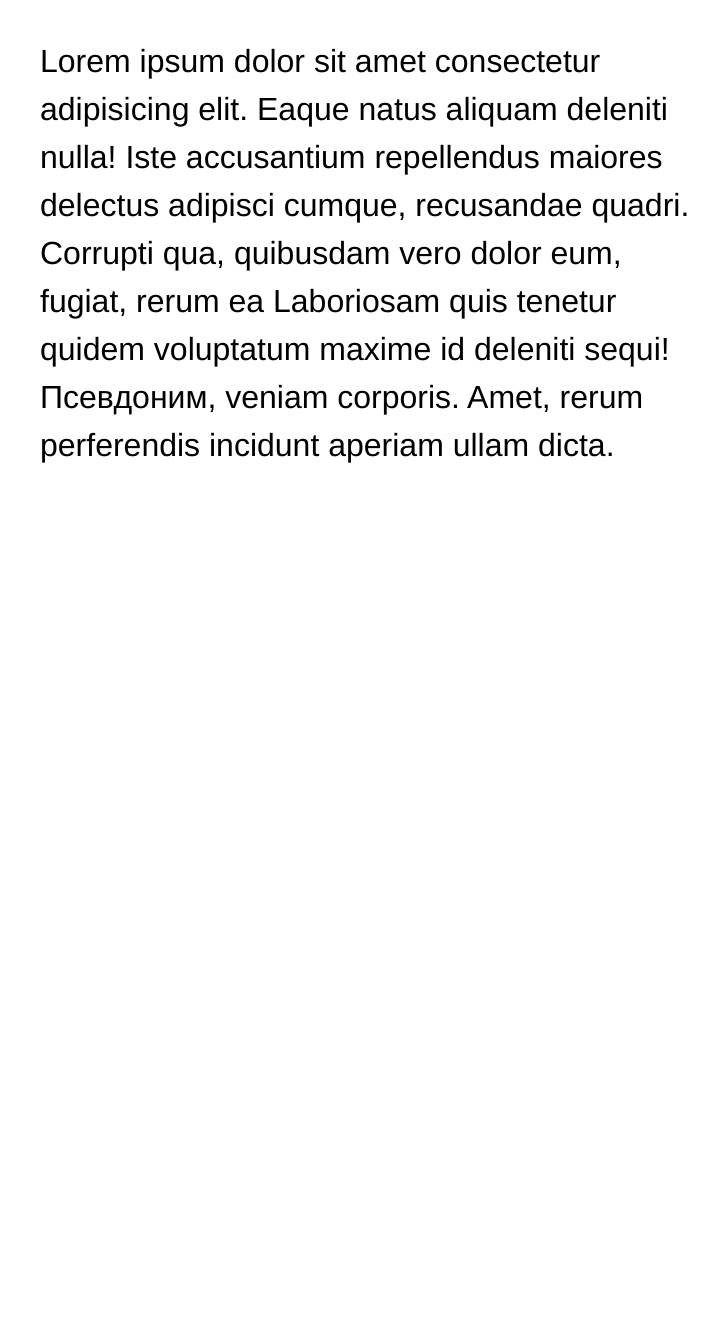 Lorem ipsum dolor sit amet consectetur
adipisicing elit. Eaque natus aliquam deleniti
nulla! Iste accusantium repellendus maiores
delectus adipisci cumque, recusandae quadri.
Corrupti qua, quibusdam vero dolor eum,
fugiat, rerum ea Laboriosam quis tenetur
quidem voluptatum maxime id deleniti sequi!
Псевдоним, veniam corporis. Amet, rerum
perferendis incidunt aperiam ullam dicta.